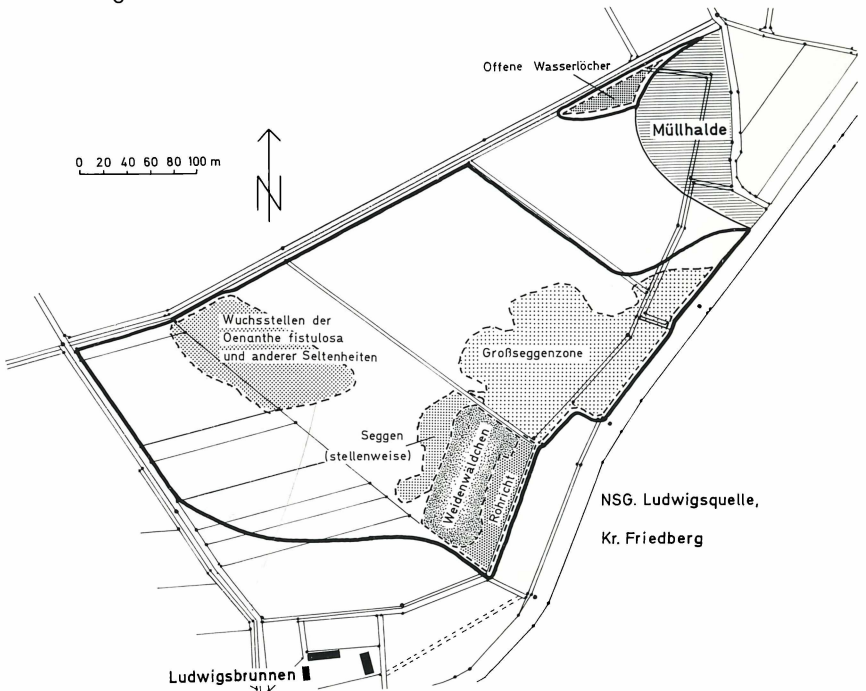 Offene Wasserlöcher
Müllhalde
0 20 40 60 80 100 m
N
Wuchsstellen der
Oenanthe fistulosa
und anderer Seltenheiten
Großseggenzone
Seggen
(stellenweise)
Weidenwäldchen
Röhricht
NSG. Ludwigsquelle,
Kr. Friedberg
Ludwigsbrunnen